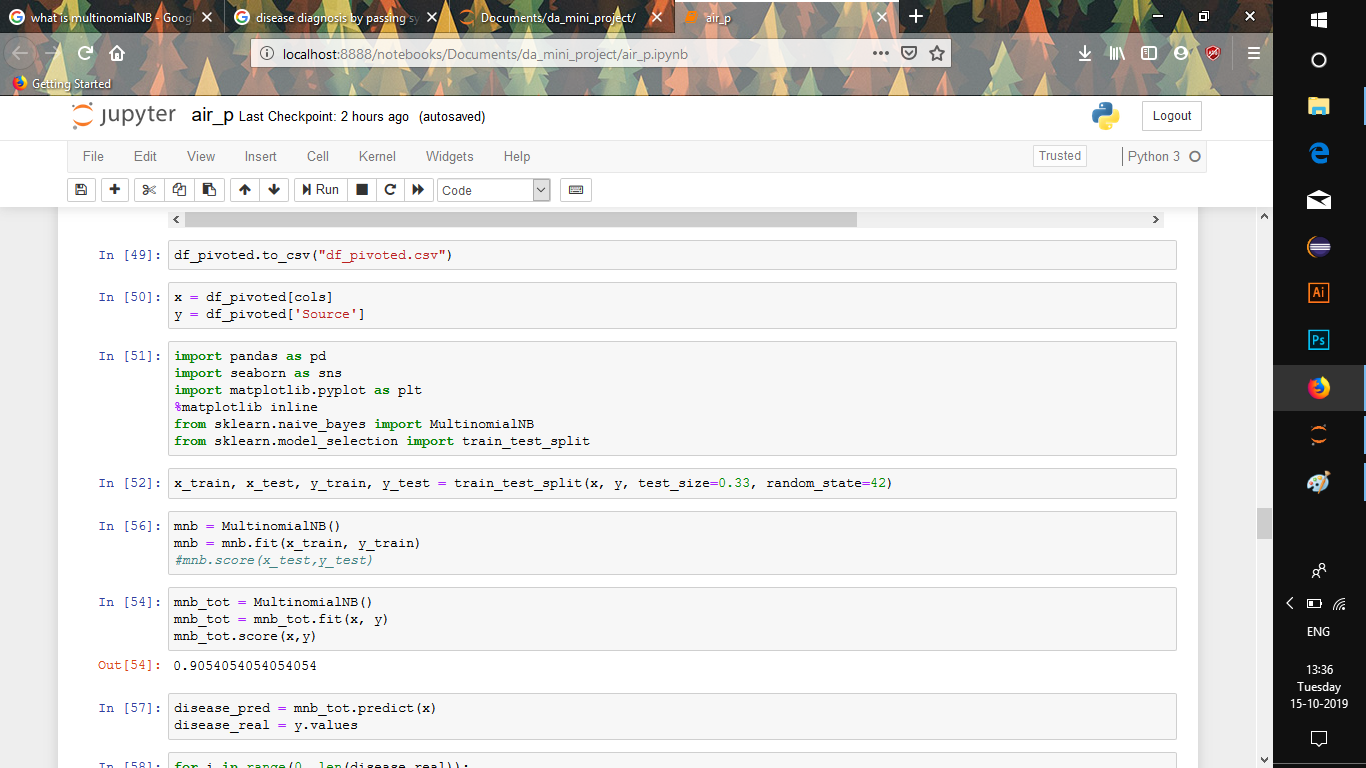 what is multinomialNB - Goog
disease diagnosis by passing sy
Documents/da_mini_project/
air_p
localhost:8888/notebooks/Documents/da_mini_project/air_p.ipynb
Getting Started
jupyter air_p Last Checkpoint: 2 hours ago (autosaved)
Logout
File Edit View Insert Cell Kernel Widgets Help
Trusted
Python 3
Run
Code
In [49]: df_pivoted.to_csv("df_pivoted.csv")
In [50]: x = df_pivoted[cols]
y = df_pivoted['Source']
In [51]: import pandas as pd
import seaborn as sns
import matplotlib.pyplot as plt
%matplotlib inline
from sklearn.naive_bayes import MultinomialNB
from sklearn.model_selection import train_test_split
In [52]: x_train, x_test, y_train, y_test = train_test_split(x, y, test_size=0.33, random_state=42)
In [56]: mnb = MultinomialNB()
mnb = mnb.fit(x_train, y_train)
#mnb.score(x_test,y_test)
In [54]: mnb_tot = MultinomialNB()
mnb_tot = mnb_tot.fit(x, y)
mnb_tot.score(x,y)
Out[54]: 0.9054054054054054
In [57]: disease_pred = mnb_tot.predict(x)
disease_real = y.values
In [58]: for i in range(0, len(disease_real)):
Ai
Ps
ENG
13:36
Tuesday
15-10-2019